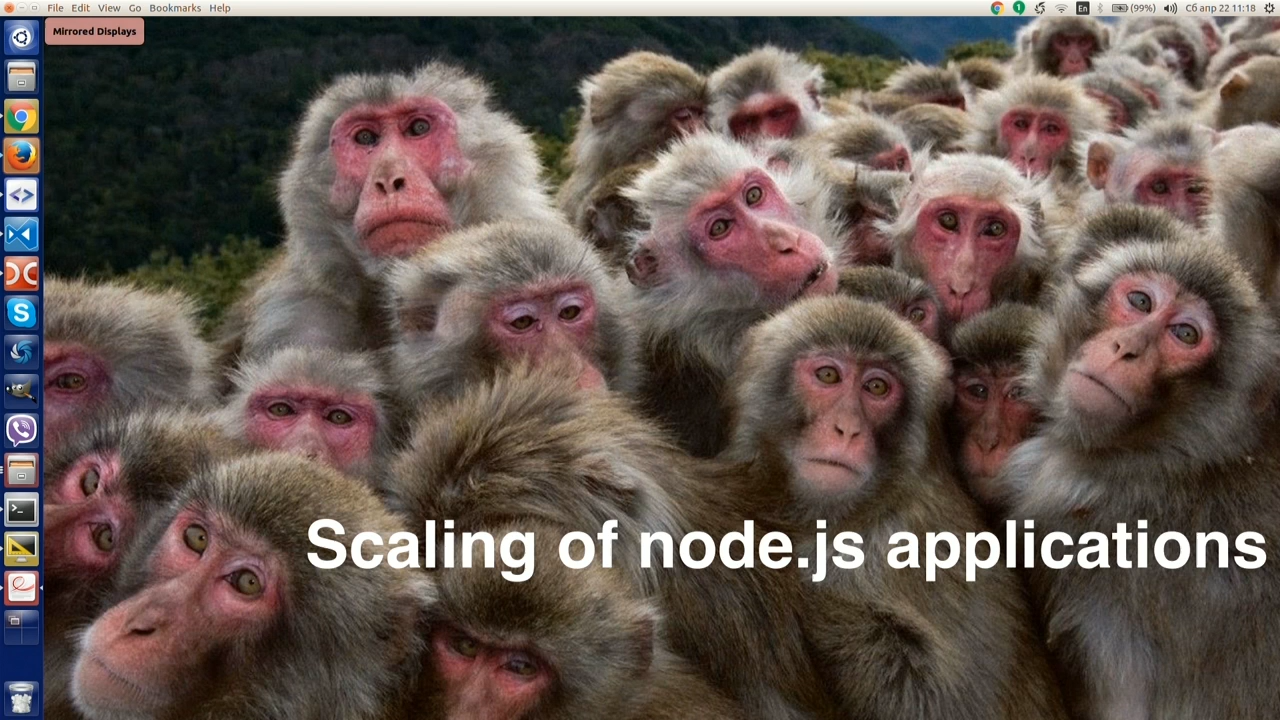 File Edit View Go Bookmarks Help
1 En (99%) Сб апр 22 11:18
Mirrored Displays
Scaling of node.js applications